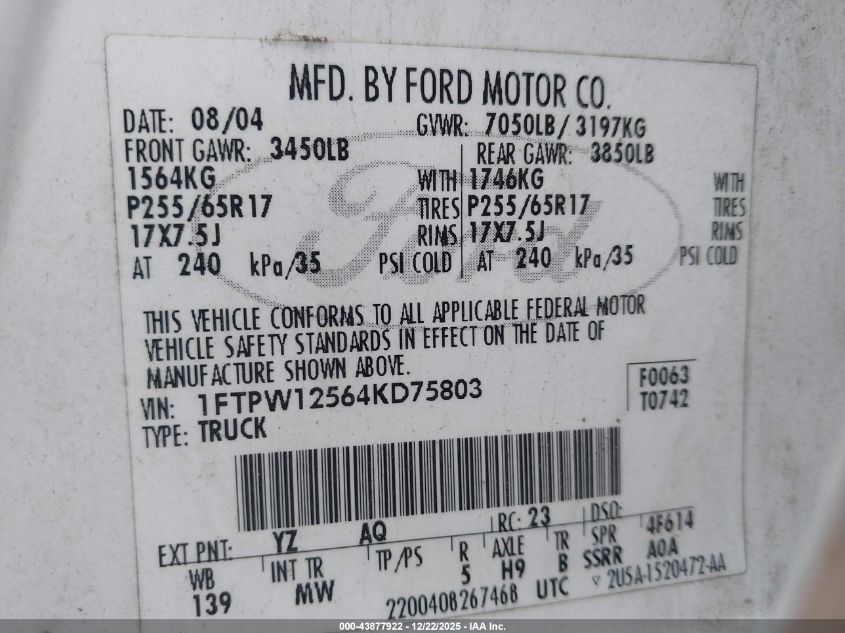 MFD. BY FORD MOTOR CO.
DATE: 08/04 GVWR: 7050LB/ 3197KG
FRONT GAWR: 3450LB REAR GAWR: 3850LB
1564KG WITH 1746KG WITH
P255/65R17 TIRES P255/65R17 TIRES
17X7.5J RIMS 17X7.5J RIMS
AT 240 kPa/35 PSI COLD AT 240 kPa/35 PSI COLD
Ford
THIS VEHICLE CONFORMS TO ALL APPLICABLE FEDERAL MOTOR
VEHICLE SAFETY STANDARDS IN EFFECT ON THE DATE OF
MANUFACTURE SHOWN ABOVE.
VIN: 1FTPW12564KD75803 F0063
TYPE: TRUCK T0742
EXT PNT: YZ AQ RC: 23 DSO:
WB INT TR TP/PS R AXLE TR SPR 4F614
139 MW 5 H9 B SSRR A0A
2200408267468 UTC 2U5A-1520472-AA
000-43877922 - 12/22/2025 - IAA Inc.